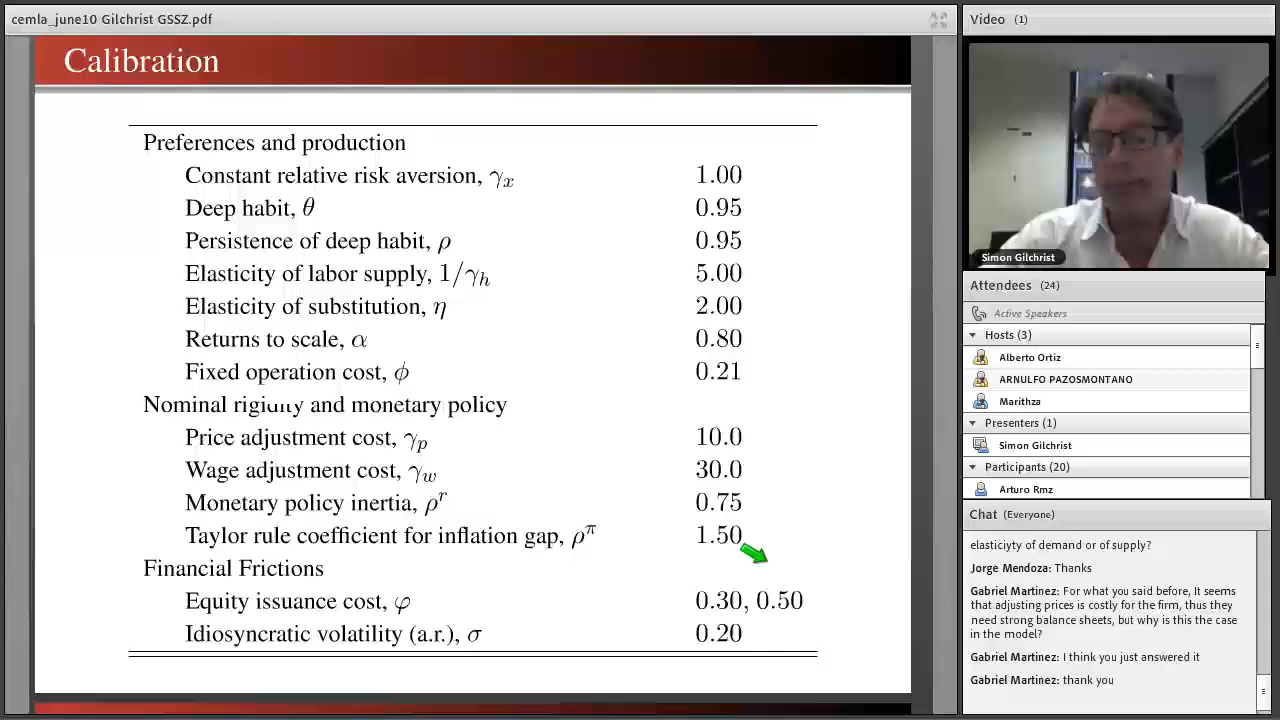 cemla_june10 Gilchrist GSSZ.pdf
Calibration
Preferences and production
Constant relative risk aversion, γx 1.00
Deep habit, θ 0.95
Persistence of deep habit, ρ 0.95
Elasticity of labor supply, 1/γh 5.00
Elasticity of substitution, η 2.00
Returns to scale, α 0.80
Fixed operation cost, ϕ 0.21
Nominal rigidity and monetary policy
Price adjustment cost, γp 10.0
Wage adjustment cost, γw 30.0
Monetary policy inertia, ρ^r 0.75
Taylor rule coefficient for inflation gap, ρ^π 1.50
Financial Frictions
Equity issuance cost, φ 0.30, 0.50
Idiosyncratic volatility (a.r.), σ 0.20
Video (1)
Simon Gilchrist
Attendees (24)
Active Speakers
Hosts (3)
Alberto Ortiz
ARNULFO PAZOSMONTANO
Marithza
Presenters (1)
Simon Gilchrist
Participants (20)
Arturo Rmz
Chat (Everyone)
elasticiyty of demand or of supply?
Jorge Mendoza: Thanks
Gabriel Martinez: For what you said before, It seems
that adjusting prices is costly for the firm, thus they
need strong balance sheets, but why is this the case
in the model?
Gabriel Martinez: I think you just answered it
Gabriel Martinez: thank you